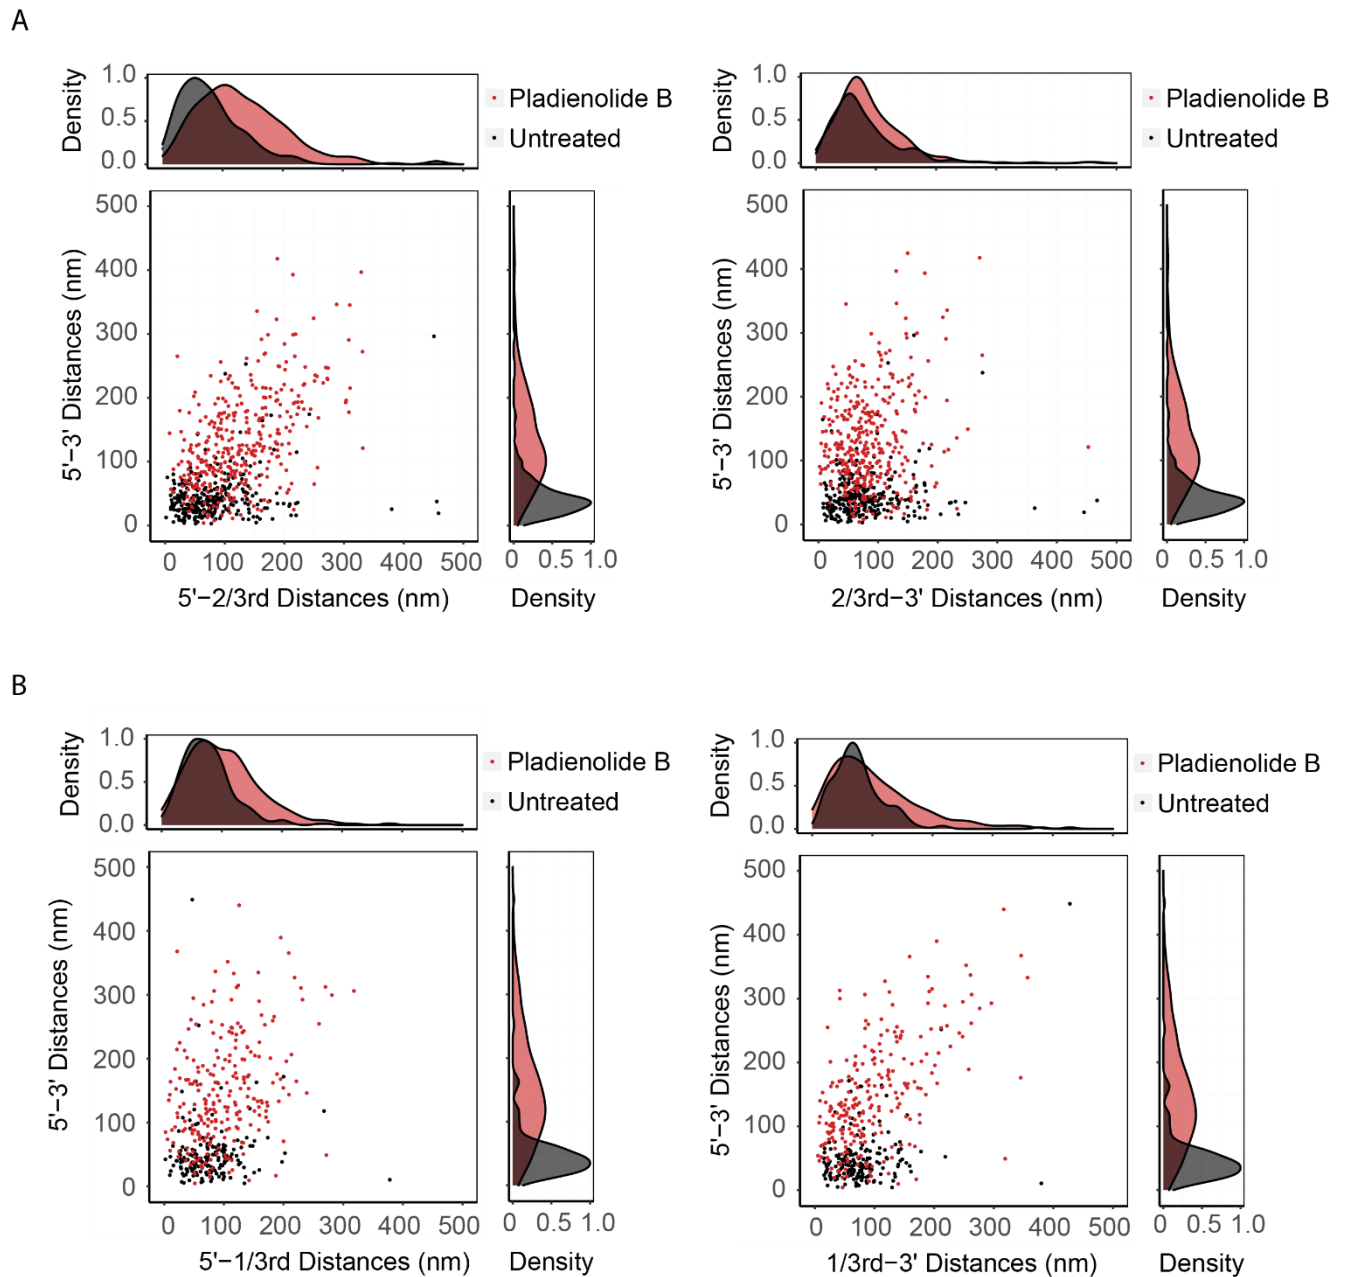 A
Density
1.0
0.5
0.0
Pladienolide B
Untreated
5'−3' Distances (nm)
500
400
300
200
100
0
0 100 200 300 400 500
5'−2/3rd Distances (nm)
0 0.5 1.0
Density
Density
1.0
0.5
0.0
Pladienolide B
Untreated
5'−3' Distances (nm)
500
400
300
200
100
0
0 100 200 300 400 500
2/3rd−3' Distances (nm)
0 0.5 1.0
Density
B
Density
1.0
0.5
0.0
Pladienolide B
Untreated
5'−3' Distances (nm)
500
400
300
200
100
0
0 100 200 300 400 500
5'−1/3rd Distances (nm)
0 0.5 1.0
Density
Density
1.0
0.5
0.0
Pladienolide B
Untreated
5'−3' Distances (nm)
500
400
300
200
100
0
0 100 200 300 400 500
1/3rd−3' Distances (nm)
0 0.5 1.0
Density